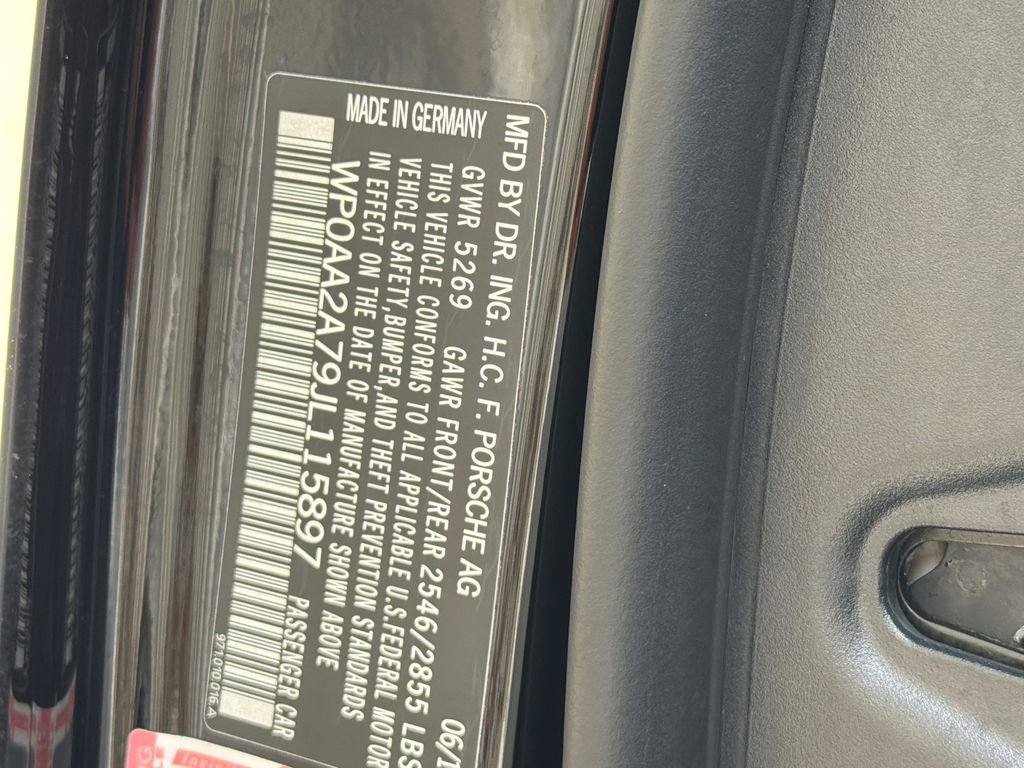 MFD BY DR. ING. H.C. F. PORSCHE AG
MADE IN GERMANY
GVWR 5269 GAWR FRONT/REAR 2546/2855 LBS
THIS VEHICLE CONFORMS TO ALL APPLICABLE U.S.FEDERAL MOTOR
VEHICLE SAFETY,BUMPER,AND THEFT PREVENTION STANDARDS
IN EFFECT ON THE DATE OF MANUFACTURE SHOWN ABOVE
WP0AA2A79JL115897 PASSENGER CAR